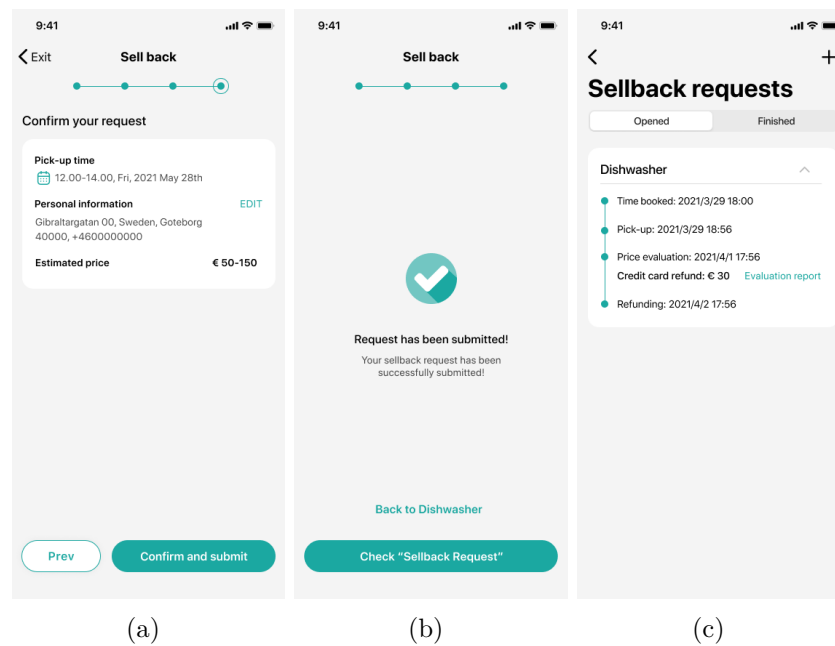 9:41
Exit
Sell back
Confirm your request
Pick-up time
12.00-14.00, Fri, 2021 May 28th
Personal information EDIT
Gibraltargatan 00, Sweden, Goteborg
40000, +4600000000
Estimated price € 50-150
Prev
Confirm and submit
(a)
9:41
Sell back
Request has been submitted!
Your sellback request has been
successfully submitted!
Back to Dishwasher
Check “Sellback Request”
(b)
9:41
Sellback requests
Opened
Finished
Dishwasher
Time booked: 2021/3/29 18:00
Pick-up: 2021/3/29 18:56
Price evaluation: 2021/4/1 17:56
Credit card refund: € 30 Evaluation report
Refunding: 2021/4/2 17:56
(c)